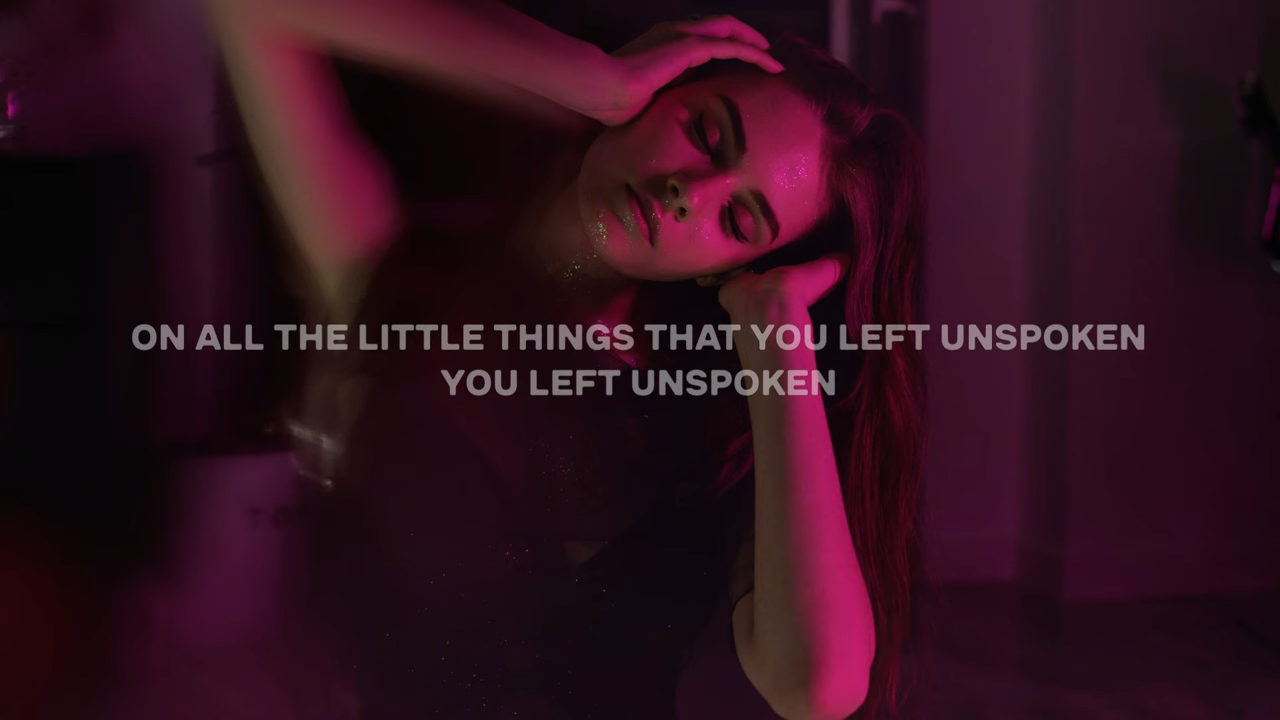 ON ALL THE LITTLE THINGS THAT YOU LEFT UNSPOKEN
YOU LEFT UNSPOKEN